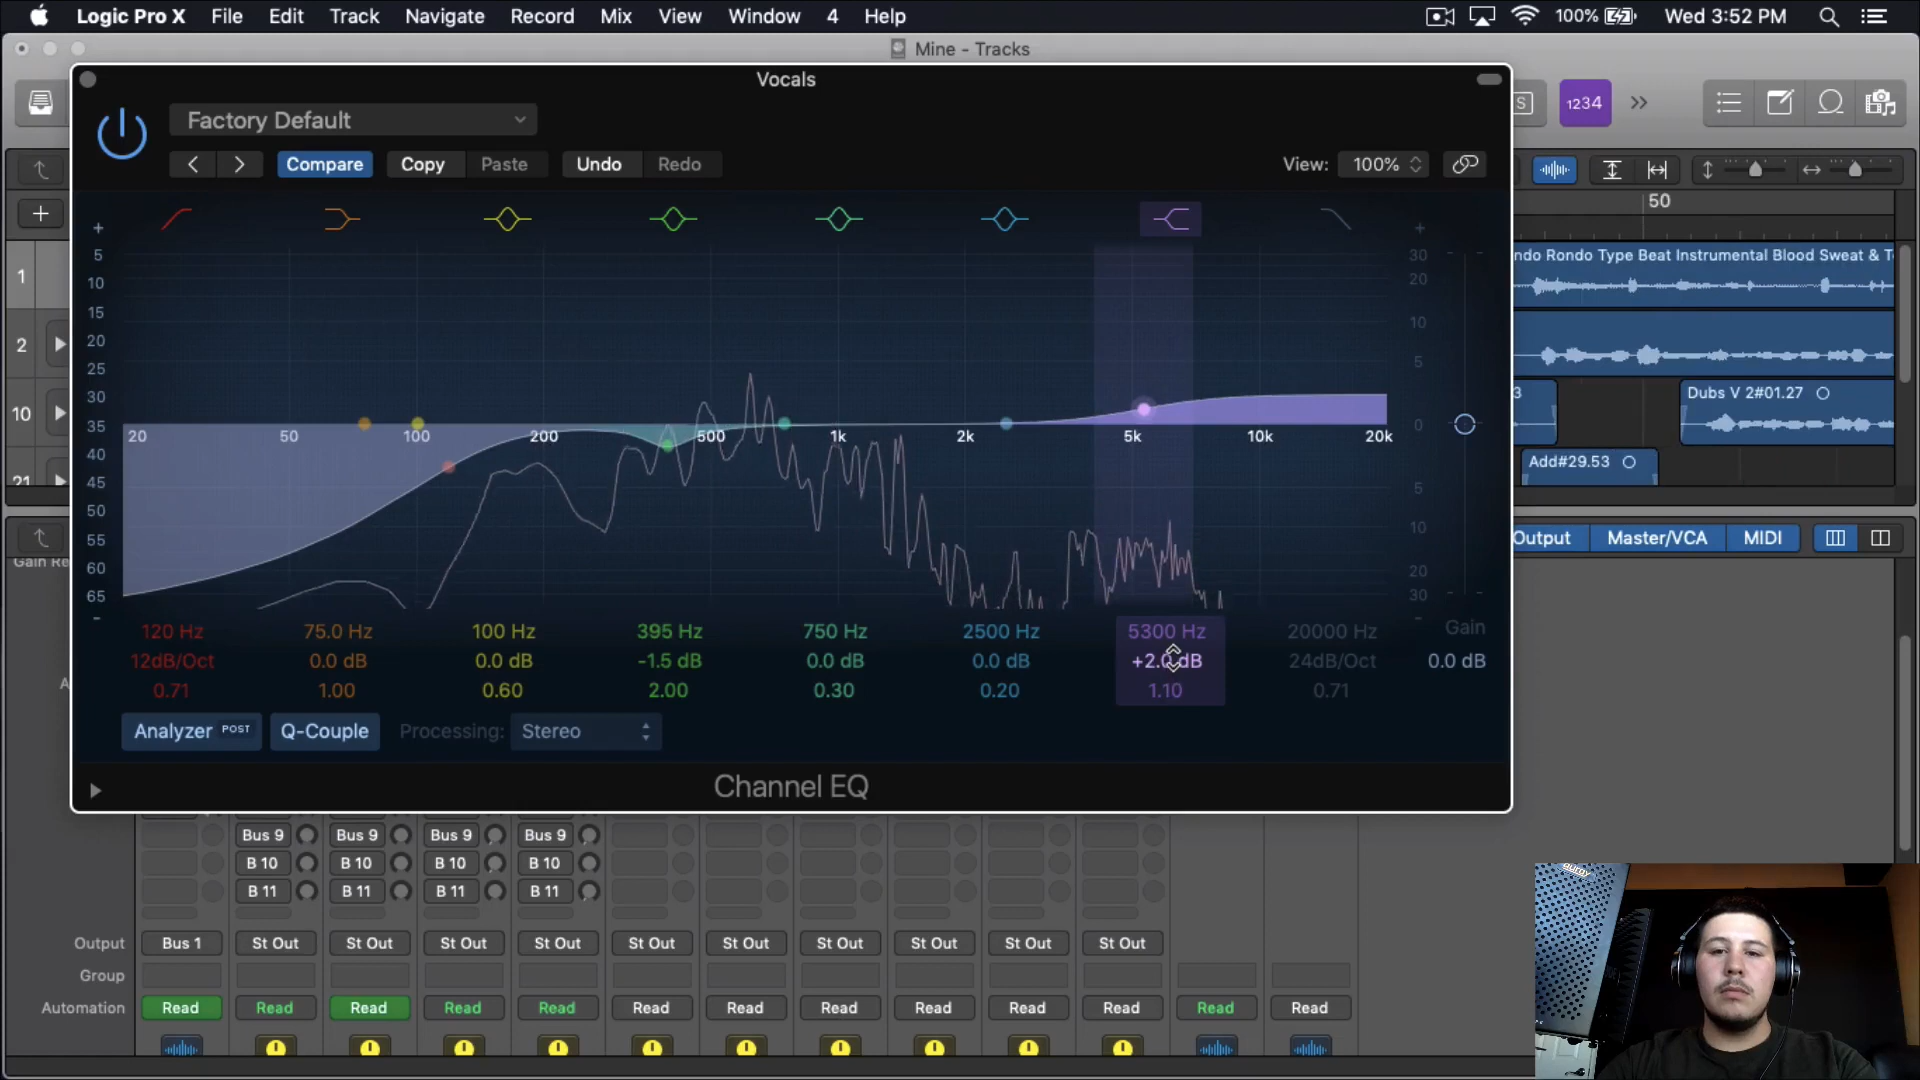 Logic Pro X File Edit Track Navigate Record Mix View Window 4 Help 100% Wed 3:52 PM
Mine - Tracks
Vocals
Factory Default
S 1234
Compare Copy Paste Undo Redo View: 100%
50
+ +
5 30
10 20
15
20 10
25 5
30
35 20 50 100 200 500 1k 2k 5k 10k 20k 0
40
45 5
50 10
55
60 20
65 30
- -
120 Hz 75.0 Hz 100 Hz 395 Hz 750 Hz 2500 Hz 5300 Hz 20000 Hz Gain
12dB/Oct 0.0 dB 0.0 dB -1.5 dB 0.0 dB 0.0 dB +2.0 dB 24dB/Oct 0.0 dB
0.71 1.00 0.60 2.00 0.30 0.20 1.10 0.71
Analyzer POST Q-Couple Processing: Stereo
Channel EQ
1
2
10
21
ndo Rondo Type Beat Instrumental Blood Sweat & T
3 Dubs V 2#01.27
Add#29.53
Output Master/VCA MIDI
Gain Re
A
Bus 9 Bus 9 Bus 9 Bus 9
B 10 B 10 B 10 B 10
B 11 B 11 B 11 B 11
Output Bus 1 St Out St Out St Out St Out St Out St Out St Out St Out St Out St Out
Group
Automation Read Read Read Read Read Read Read Read Read Read Read Read Read